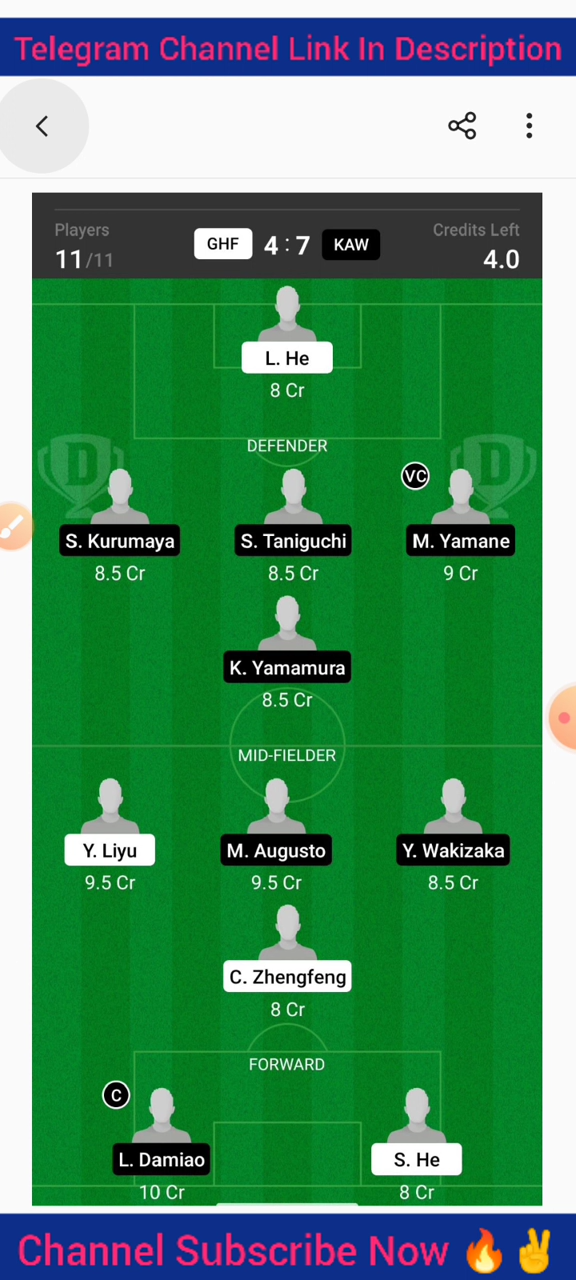 Telegram Channel Link In Description
Players
11/11
GHF 4 : 7 KAW
Credits Left
4.0
L. He
8 Cr
DEFENDER
VC
S. Kurumaya
8.5 Cr
S. Taniguchi
8.5 Cr
M. Yamane
9 Cr
K. Yamamura
8.5 Cr
MID-FIELDER
Y. Liyu
9.5 Cr
M. Augusto
9.5 Cr
Y. Wakizaka
8.5 Cr
C. Zhengfeng
8 Cr
FORWARD
C
L. Damiao
10 Cr
S. He
8 Cr
Channel Subscribe Now 🔥✌